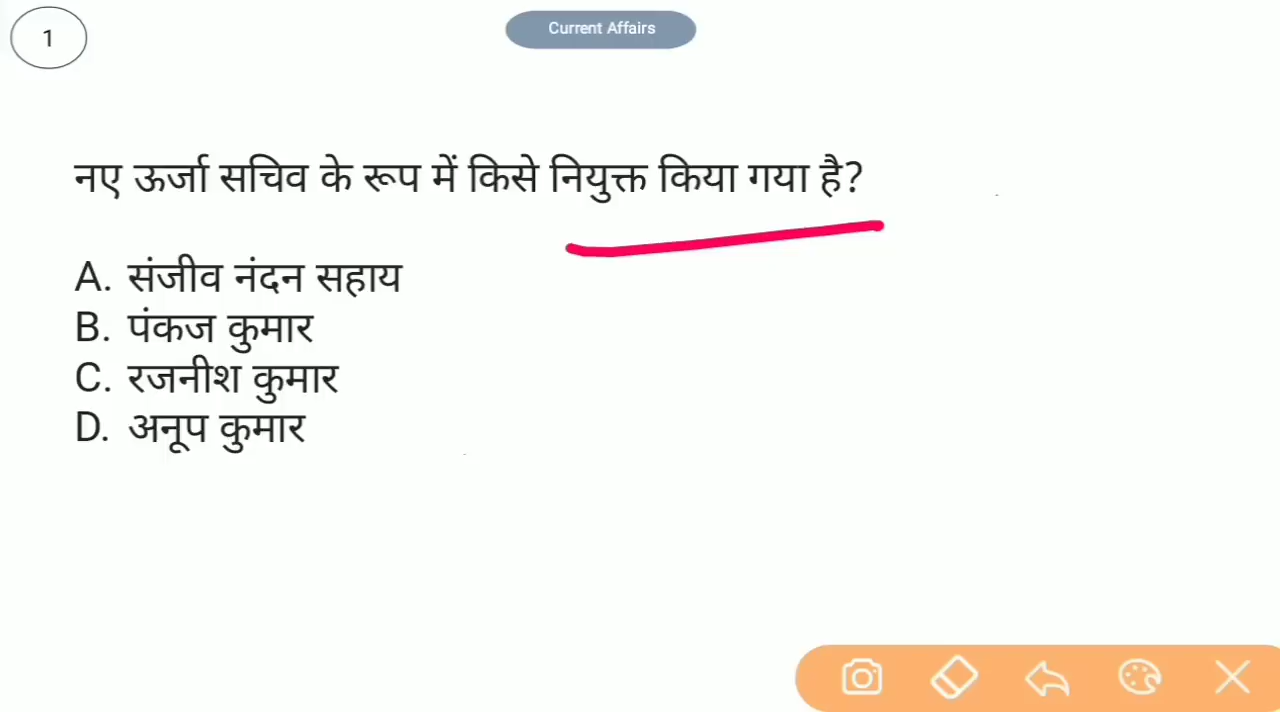 1
Current Affairs
नए ऊर्जा सचिव के रूप में किसे नियुक्त किया गया है?
A. संजीव नंदन सहाय
B. पंकज कुमार
C. रजनीश कुमार
D. अनूप कुमार